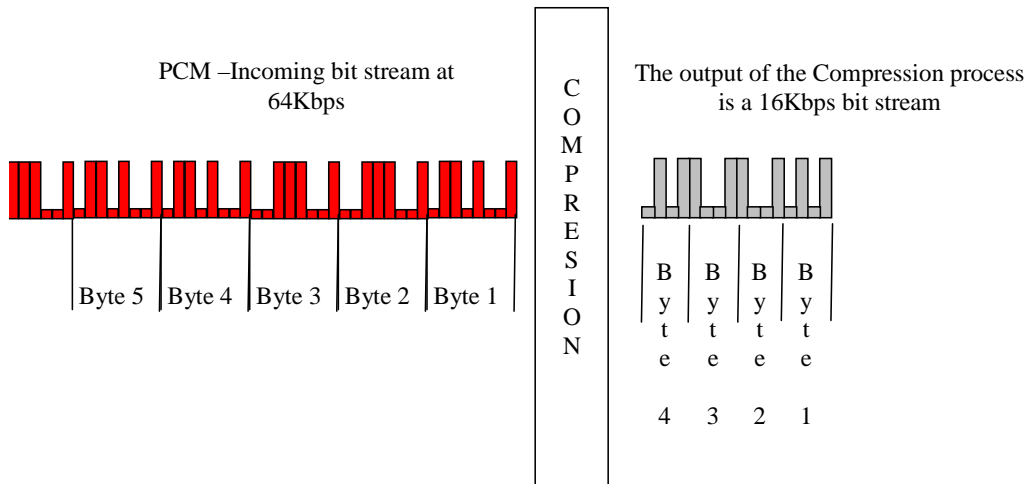 PCM –Incoming bit stream at
64Kbps
Byte 5
Byte 4
Byte 3
Byte 2
Byte 1
C
O
M
P
R
E
S
I
O
N
The output of the Compression process
is a 16Kbps bit stream
B
y
t
e
4
B
y
t
e
3
B
y
t
e
2
B
y
t
e
1